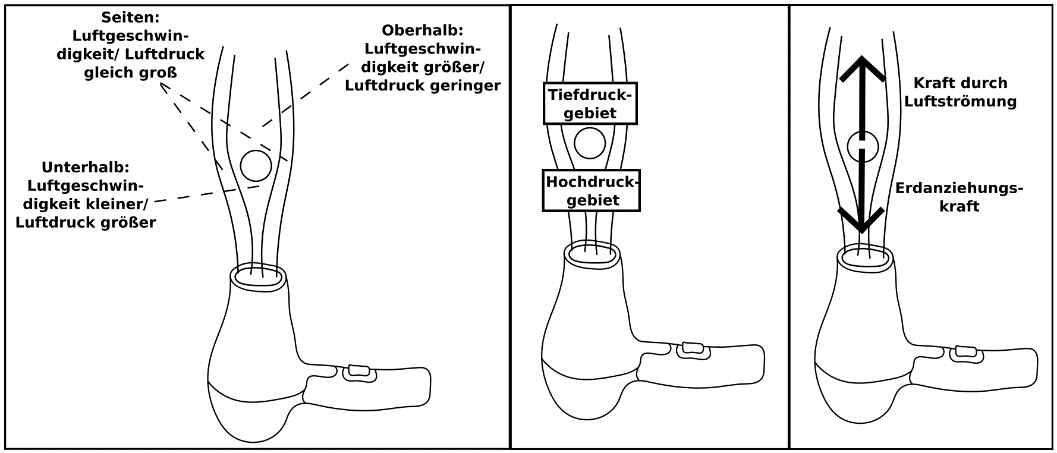 Seiten:
Luftgeschwin-
digkeit/ Luftdruck
gleich groß
Oberhalb:
Luftgeschwin-
digkeit größer/
Luftdruck geringer
Unterhalb:
Luftgeschwin-
digkeit kleiner/
Luftdruck größer
Tiefdruck-
gebiet
Hochdruck-
gebiet
Kraft durch
Luftströmung
Erdanziehungs-
kraft